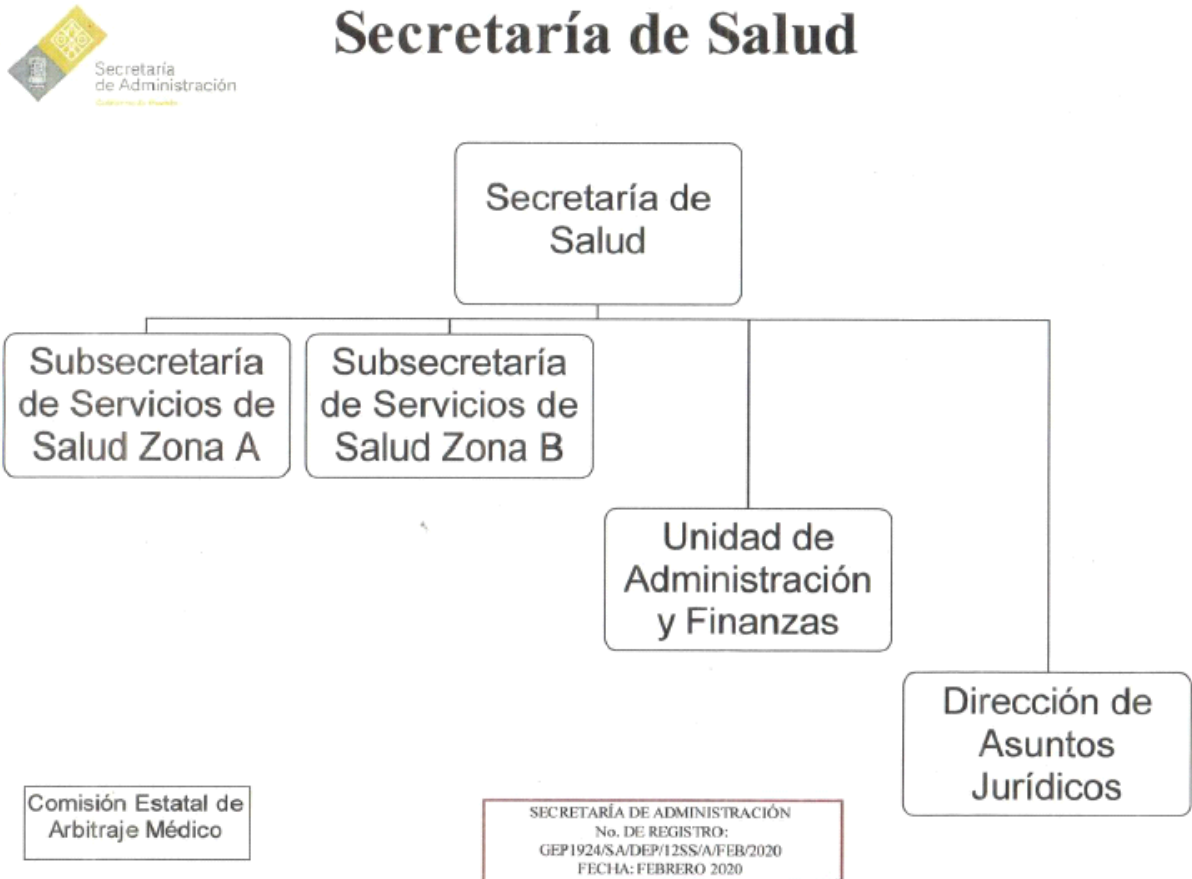 Secretaría de Salud
Secretaría
de Administración
Secretaría de
Salud
Subsecretaría
de Servicios de
Salud Zona A
Subsecretaría
de Servicios de
Salud Zona B
Unidad de
Administración
y Finanzas
Dirección de
Asuntos
Jurídicos
Comisión Estatal de
Arbitraje Médico
SECRETARÍA DE ADMINISTRACIÓN
No. DE REGISTRO:
GEP1924/SA/DEP/12SS/A/FEB/2020
FECHA: FEBRERO 2020